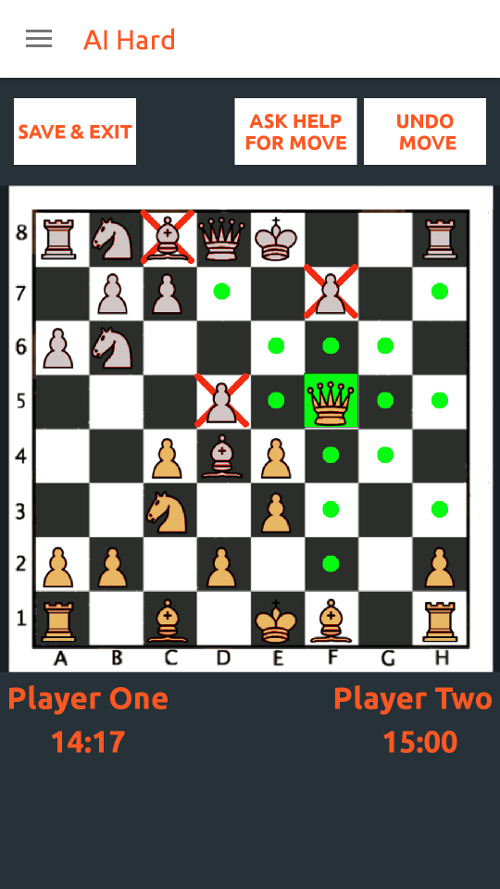 AI Hard
SAVE & EXIT
ASK HELP
FOR MOVE
UNDO
MOVE
8
7
6
5
4
3
2
1
A B C D E F G H
Player One
Player Two
14:17
15:00